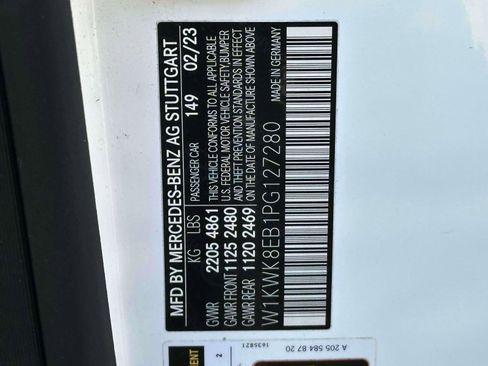 MFD BY MERCEDES-BENZ AG STUTTGART
KG LBS PASSENGER CAR 149 02/23
GVWR 2205 4861 THIS VEHICLE CONFORMS TO ALL APPLICABLE
GAWR FRONT 1125 2480 U.S. FEDERAL MOTOR VEHICLE SAFETY BUMPER
GAWR REAR 1120 2469 AND THEFT PREVENTION STANDARDS IN EFFECT
ON THE DATE OF MANUFACTURE SHOWN ABOVE
W1KWK8EB1PG127280 MADE IN GERMANY
A 205 584 87 20
1635821
2